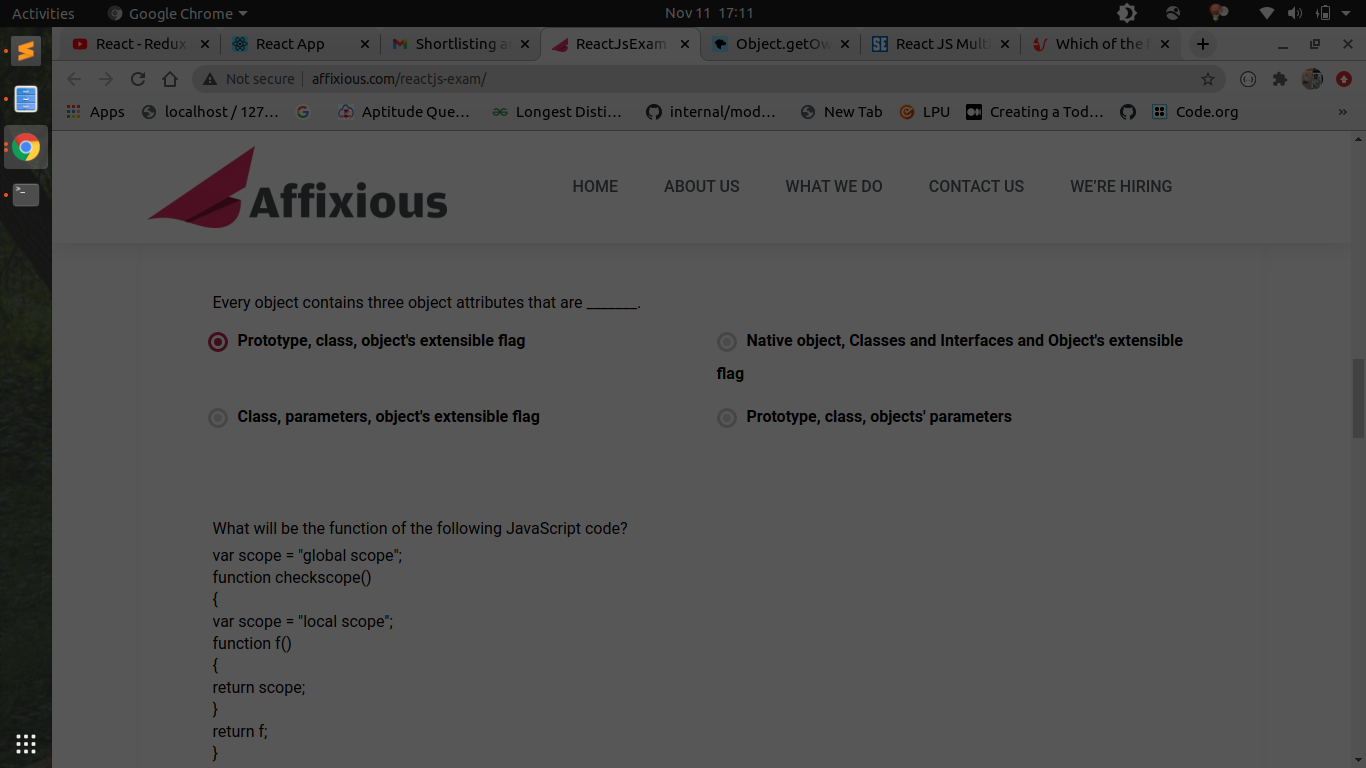 Activities
Google Chrome
Nov 11 17:11
React - Redux
React App
Shortlisting a
ReactJsExam
Object.getOw
React JS Multi
Which of the
Not secure
affixious.com/reactjs-exam/
Apps
localhost / 127...
Aptitude Que...
Longest Disti...
internal/mod...
New Tab
LPU
Creating a Tod...
Code.org
»
Affixious
HOME
ABOUT US
WHAT WE DO
CONTACT US
WE'RE HIRING
Every object contains three object attributes that are _______.
Prototype, class, object's extensible flag
Native object, Classes and Interfaces and Object's extensible
flag
Class, parameters, object's extensible flag
Prototype, class, objects' parameters
What will be the function of the following JavaScript code?
var scope = "global scope";
function checkscope()
{
var scope = "local scope";
function f()
{
return scope;
}
return f;
}